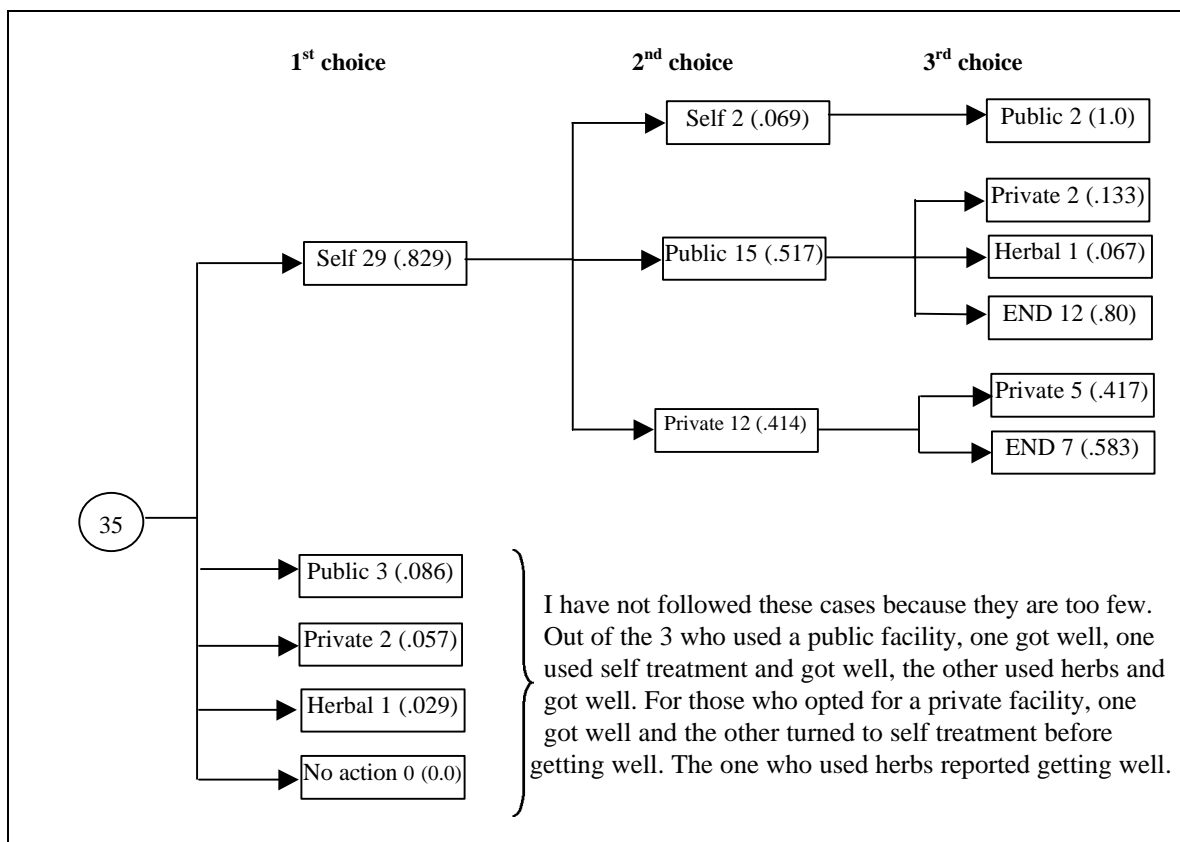 1st choice 2nd choice 3rd choice
Self 2 (.069) Public 2 (1.0)
Private 2 (.133)
Self 29 (.829) Public 15 (.517) Herbal 1 (.067)
END 12 (.80)
Private 5 (.417)
Private 12 (.414)
END 7 (.583)
35
Public 3 (.086)
Private 2 (.057)
Herbal 1 (.029)
No action 0 (0.0)
I have not followed these cases because they are too few.
Out of the 3 who used a public facility, one got well, one
used self treatment and got well, the other used herbs and
got well. For those who opted for a private facility, one
got well and the other turned to self treatment before
getting well. The one who used herbs reported getting well.